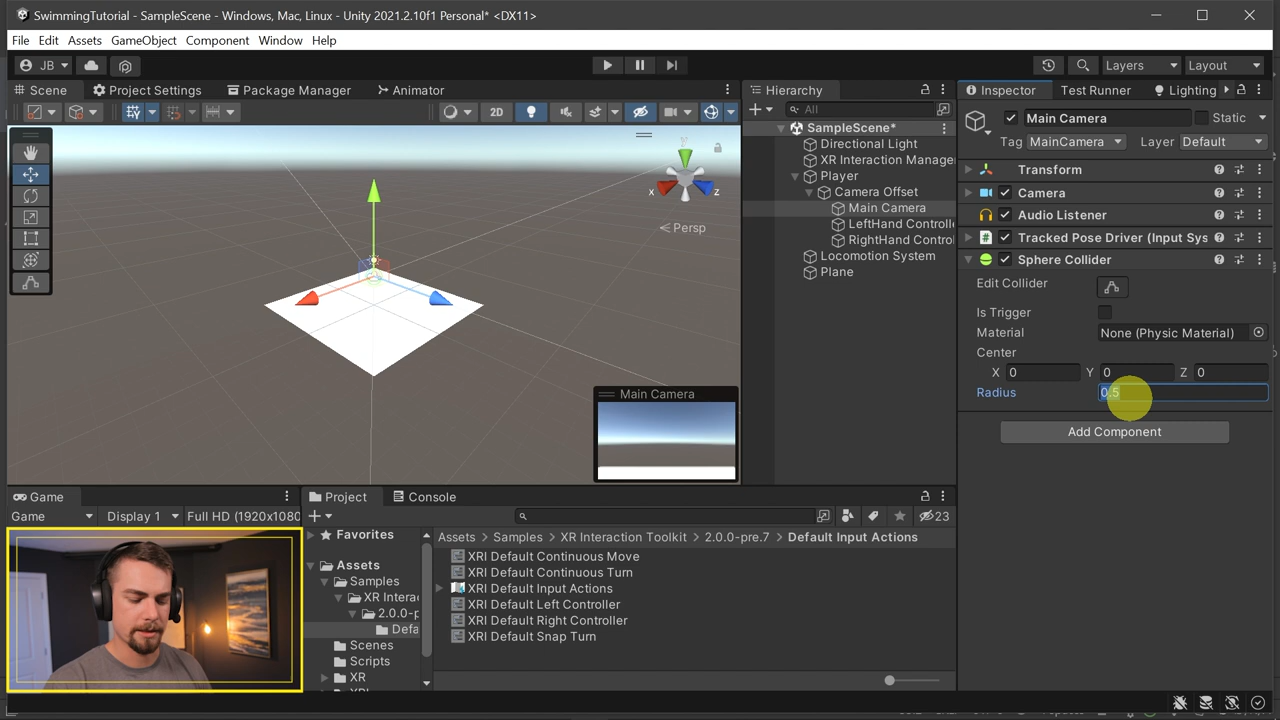 SwimmingTutorial - SampleScene - Windows, Mac, Linux - Unity 2021.2.10f1 Personal* <DX11>
File Edit Assets GameObject Component Window Help
JB Layers Layout
Scene Project Settings Package Manager Animator
2D
Persp
x
z
Main Camera
Hierarchy
All
SampleScene*
Directional Light
XR Interaction Manage
Player
Camera Offset
Main Camera
LeftHand Controll
RightHand Contro
Locomotion System
Plane
Inspector Test Runner Lighting
Main Camera Static
Tag MainCamera Layer Default
Transform
Camera
Audio Listener
Tracked Pose Driver (Input Sys
Sphere Collider
Edit Collider
Is Trigger
Material None (Physic Material)
Center
X 0 Y 0 Z 0
Radius 0.5
Add Component
Game
Game Display 1 Full HD (1920x1080
Project Console
23
Favorites
Assets
Samples
XR Interac
2.0.0-p
Defa
Scenes
Scripts
XR
Assets > Samples > XR Interaction Toolkit > 2.0.0-pre.7 > Default Input Actions
XRI Default Continuous Move
XRI Default Continuous Turn
XRI Default Input Actions
XRI Default Left Controller
XRI Default Right Controller
XRI Default Snap Turn